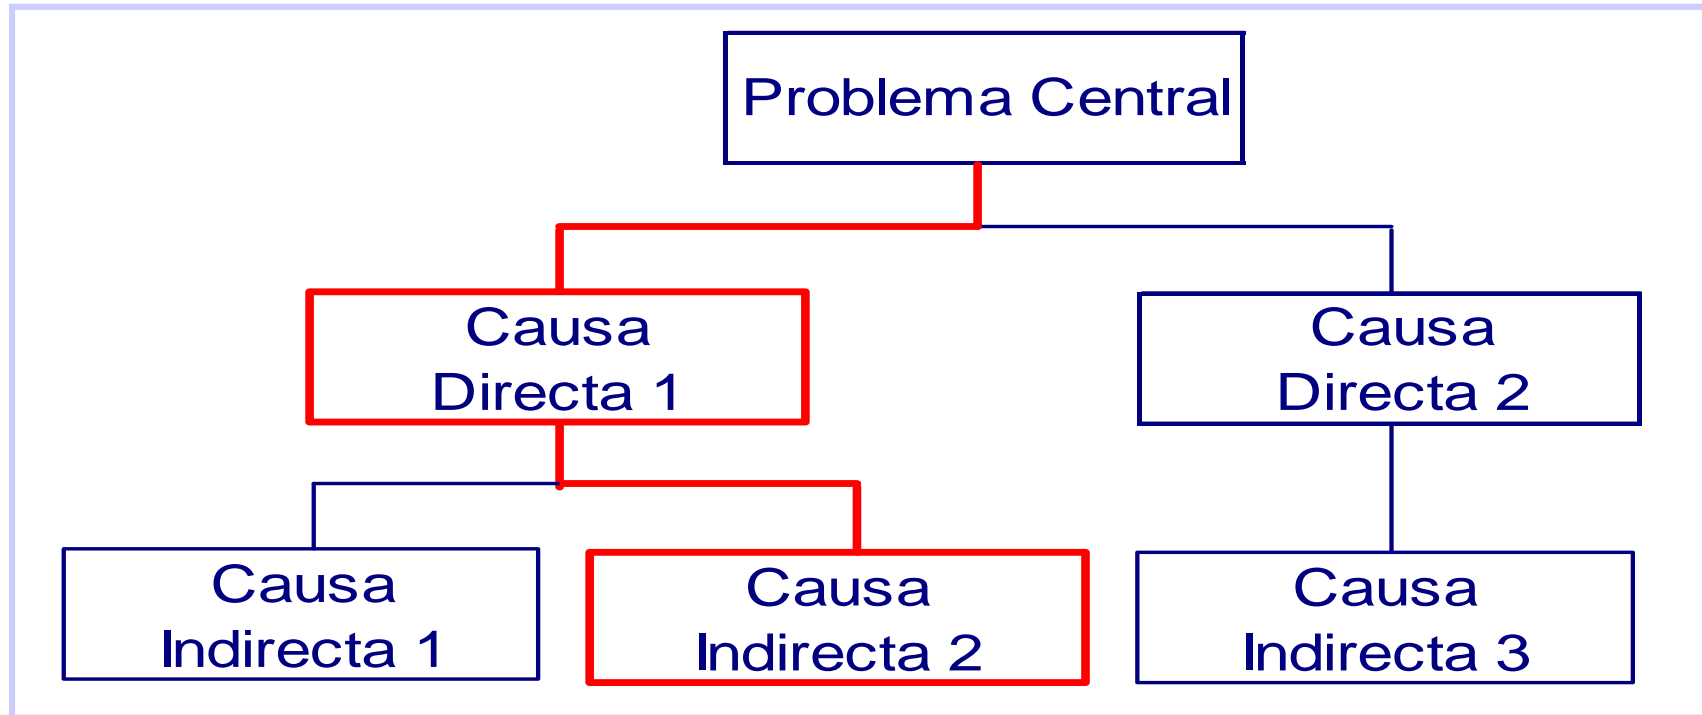 Problema Central
Causa
Directa 1
Causa
Directa 2
Causa
Indirecta 1
Causa
Indirecta 2
Causa
Indirecta 3